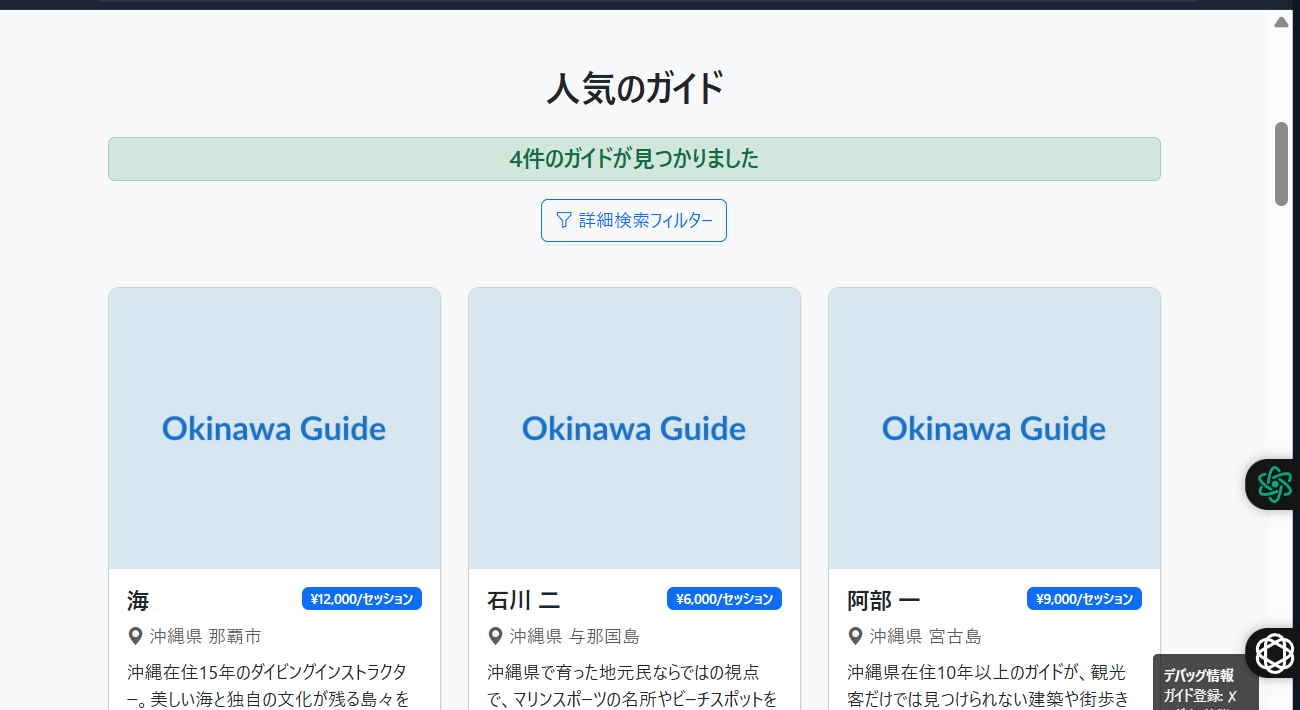 人気のガイド
4件のガイドが見つかりました
詳細検索フィルター
Okinawa Guide
Okinawa Guide
Okinawa Guide
海
¥12,000/セッション
沖縄県 那覇市
沖縄在住15年のダイビングインストラクタ
ー。美しい海と独自の文化が残る島々を
石川 二
¥6,000/セッション
沖縄県 与那国島
沖縄県で育った地元民ならではの視点
で、マリンスポーツの名所やビーチスポットを
阿部 一
¥9,000/セッション
沖縄県 宮古島
沖縄県在住10年以上のガイドが、観光
客だけでは見つけられない建築や街歩き
デバッグ情報
ガイド登録: X